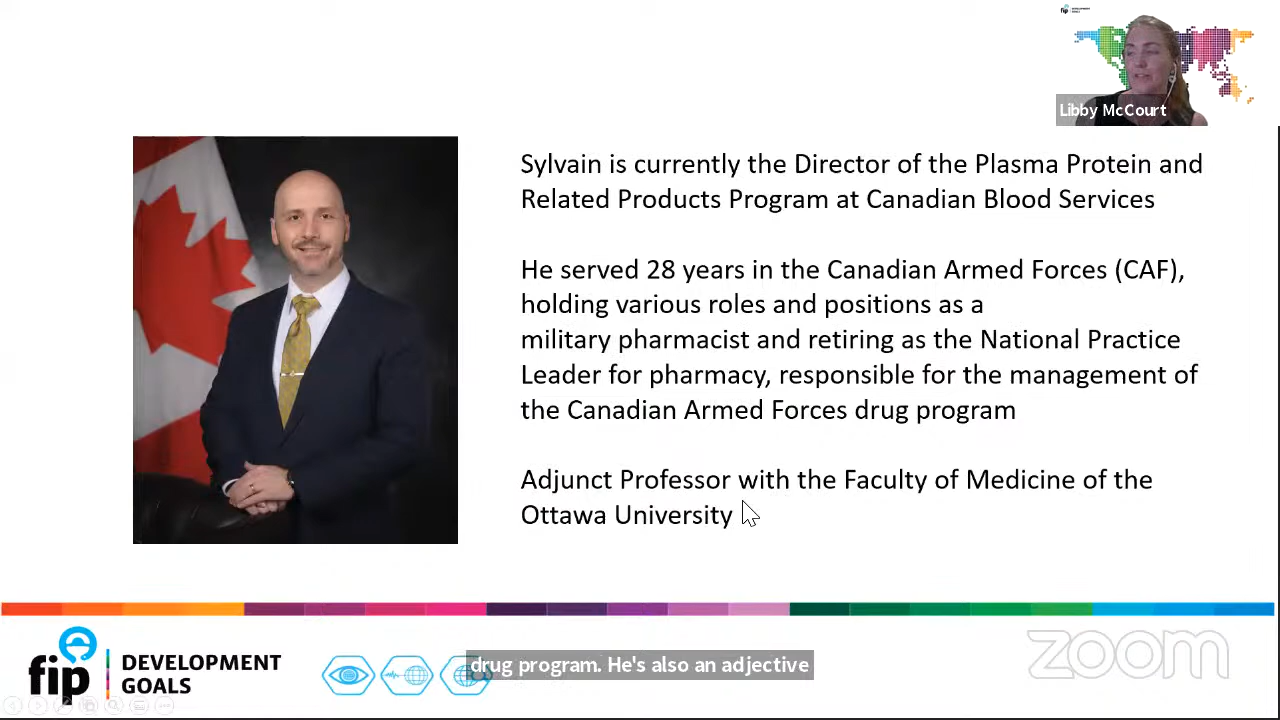 fip DEVELOPMENT
GOALS
Libby McCourt
Sylvain is currently the Director of the Plasma Protein and
Related Products Program at Canadian Blood Services
He served 28 years in the Canadian Armed Forces (CAF),
holding various roles and positions as a
military pharmacist and retiring as the National Practice
Leader for pharmacy, responsible for the management of
the Canadian Armed Forces drug program
Adjunct Professor with the Faculty of Medicine of the
Ottawa University
fip DEVELOPMENT
GOALS
drug program. He's also an adjective
zoom